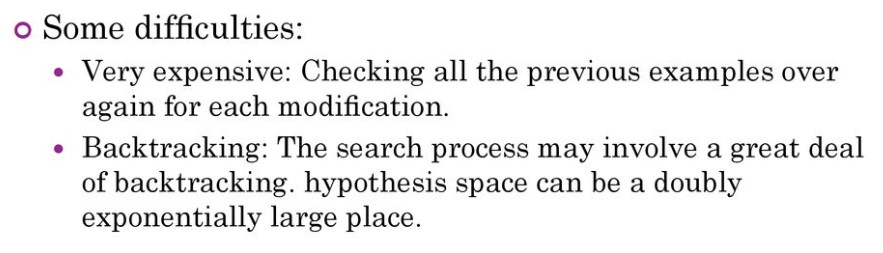 Some difficulties:
Very expensive: Checking all the previous examples over
again for each modification.
Backtracking: The search process may involve a great deal
of backtracking. hypothesis space can be a doubly
exponentially large place.